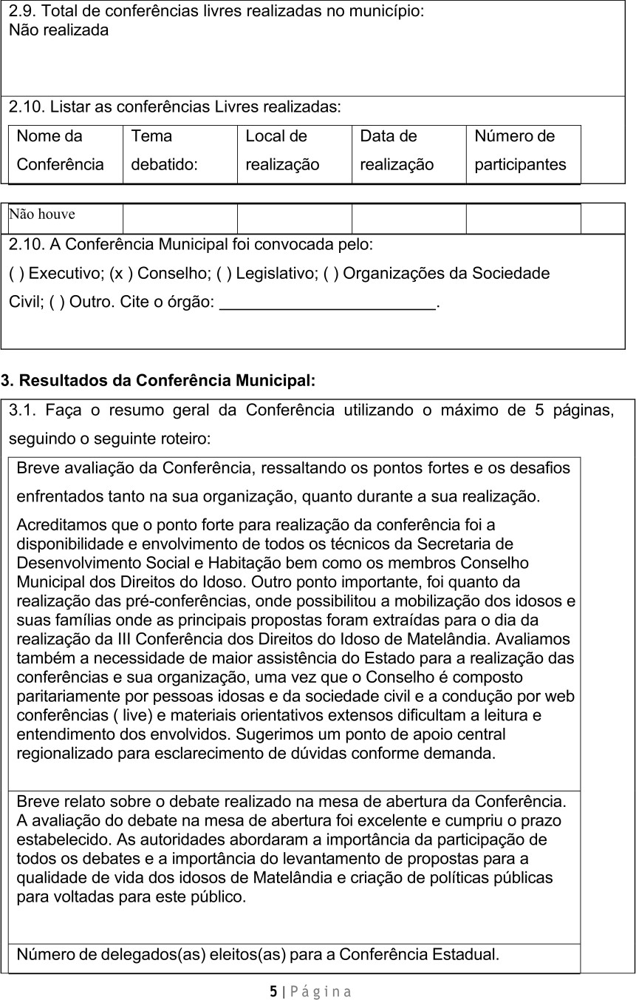 2.9. Total de conferências livres realizadas no município:
Não realizada
2.10. Listar as conferências Livres realizadas:
Nome da Conferência
Tema debatido:
Local de realização
Data de realização
Número de participantes
Não houve
2.10. A Conferência Municipal foi convocada pelo:
( ) Executivo; (x ) Conselho; ( ) Legislativo; ( ) Organizações da Sociedade
Civil; ( ) Outro. Cite o órgão: ________________________.
3. Resultados da Conferência Municipal:
3.1. Faça o resumo geral da Conferência utilizando o máximo de 5 páginas,
seguindo o seguinte roteiro:
Breve avaliação da Conferência, ressaltando os pontos fortes e os desafios
enfrentados tanto na sua organização, quanto durante a sua realização.
Acreditamos que o ponto forte para realização da conferência foi a
disponibilidade e envolvimento de todos os técnicos da Secretaria de
Desenvolvimento Social e Habitação bem como os membros Conselho
Municipal dos Direitos do Idoso. Outro ponto importante, foi quanto da
realização das pré-conferências, onde possibilitou a mobilização dos idosos e
suas famílias onde as principais propostas foram extraídas para o dia da
realização da III Conferência dos Direitos do Idoso de Matelândia. Avaliamos
também a necessidade de maior assistência do Estado para a realização das
conferências e sua organização, uma vez que o Conselho é composto
paritariamente por pessoas idosas e da sociedade civil e a condução por web
conferências ( live) e materiais orientativos extensos dificultam a leitura e
entendimento dos envolvidos. Sugerimos um ponto de apoio central
regionalizado para esclarecimento de dúvidas conforme demanda.
Breve relato sobre o debate realizado na mesa de abertura da Conferência.
A avaliação do debate na mesa de abertura foi excelente e cumpriu o prazo
estabelecido. As autoridades abordaram a importância da participação de
todos os debates e a importância do levantamento de propostas para a
qualidade de vida dos idosos de Matelândia e criação de políticas públicas
para voltadas para este público.
Número de delegados(as) eleitos(as) para a Conferência Estadual.
5 | Página